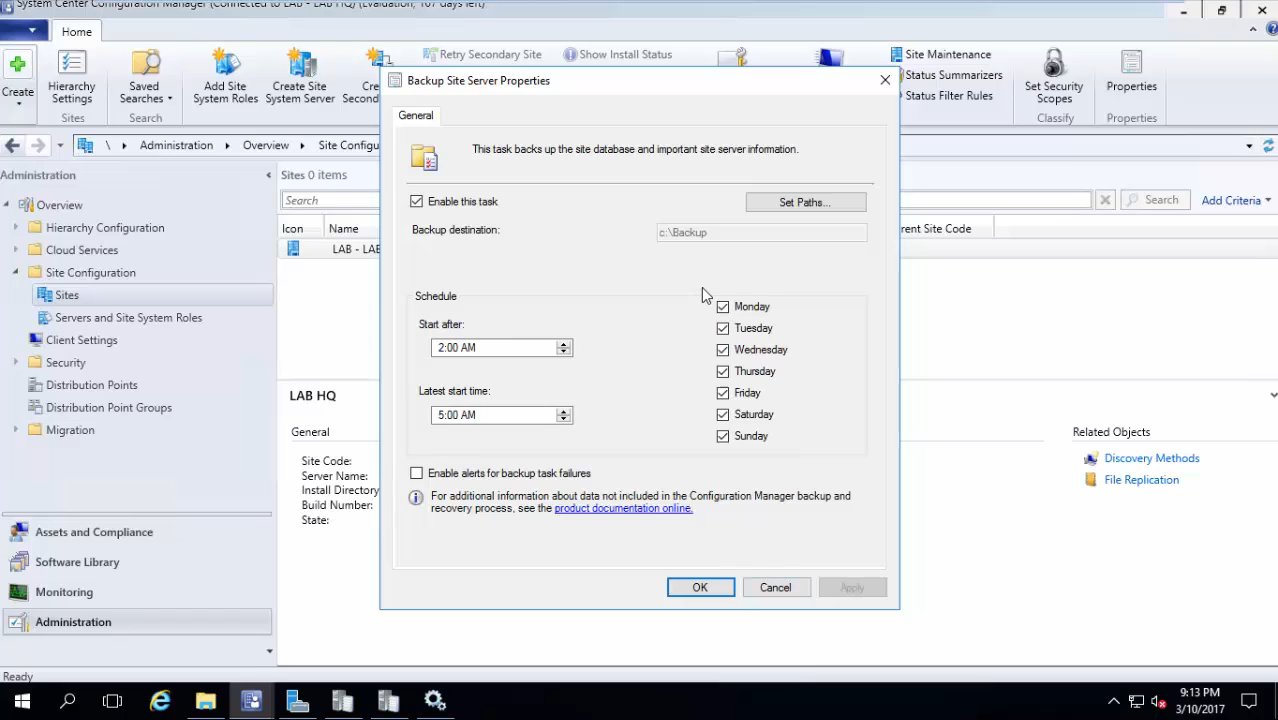 System Center Configuration Manager (Connected to LAB - LAB HQ) (Evaluation, 167 days left)
Home
Create
Hierarchy Settings
Saved Searches
Add Site System Roles
Create Site System Server
Retry Secondary Site
Show Install Status
Site Maintenance
Status Summarizers
Status Filter Rules
Set Security Scopes
Properties
Sites
Search
Classify
Properties
\ Administration Overview
Administration
Overview
Hierarchy Configuration
Cloud Services
Site Configuration
Sites
Servers and Site System Roles
Client Settings
Security
Distribution Points
Distribution Point Groups
Migration
Assets and Compliance
Software Library
Monitoring
Administration
Sites 0 items
Search
Search
Add Criteria
Icon Name
Site Code
LAB - LAB
LAB HQ
General
Site Code:
Server Name:
Install Directory
Build Number:
State:
Related Objects
Discovery Methods
File Replication
Backup Site Server Properties
General
This task backs up the site database and important site server information.
Enable this task
Set Paths...
Backup destination:
c:\Backup
Schedule
Start after:
2:00 AM
Latest start time:
5:00 AM
Monday
Tuesday
Wednesday
Thursday
Friday
Saturday
Sunday
Enable alerts for backup task failures
For additional information about data not included in the Configuration Manager backup and
recovery process, see the product documentation online.
OK
Cancel
Apply
Ready
9:13 PM
3/10/2017